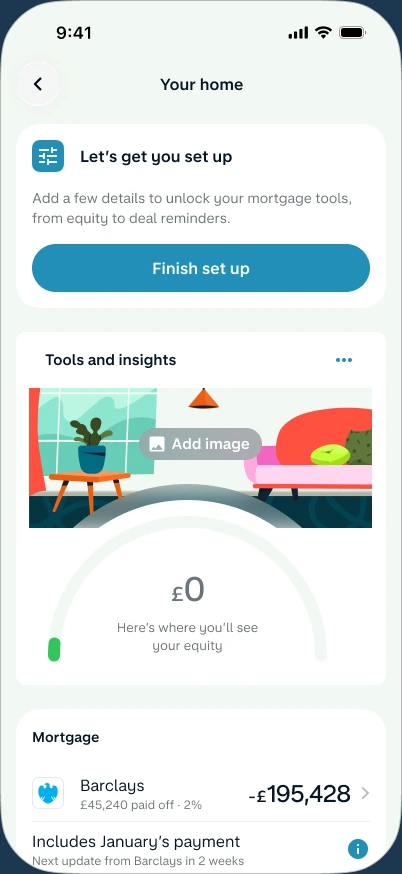 9:41
Your home
Let's get you set up
Add a few details to unlock your mortgage tools,
from equity to deal reminders.
Finish set up
Tools and insights
Add image
£0
Here's where you'll see
your equity
Mortgage
Barclays
-£195,428
£45,240 paid off · 2%
Includes January's payment
Next update from Barclays in 2 weeks